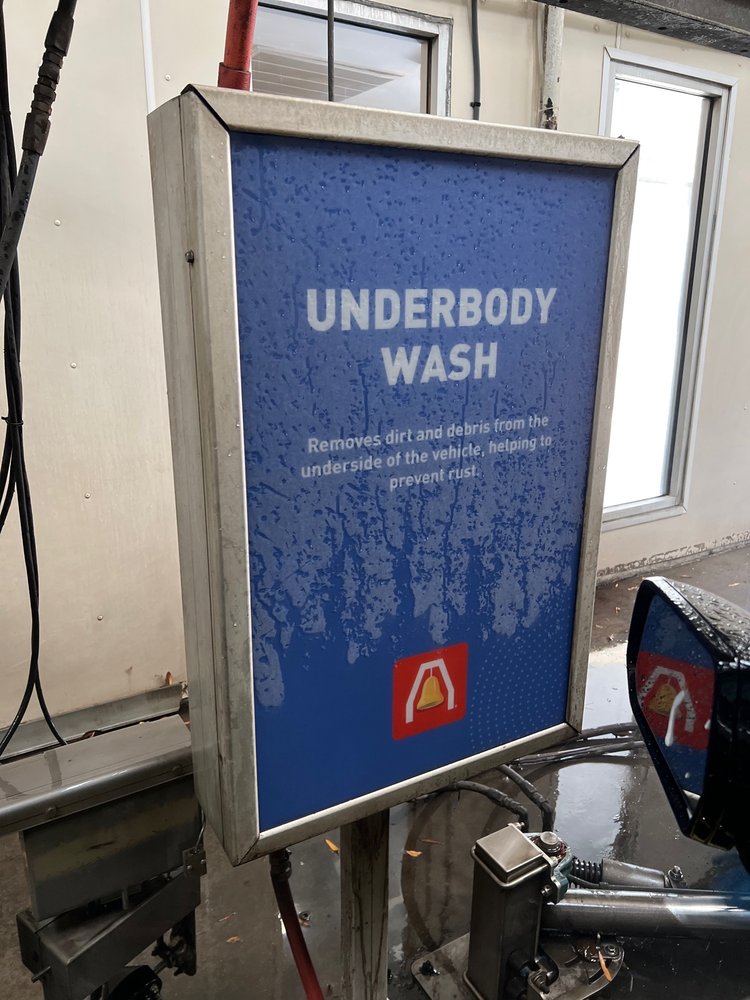 UNDERBODY
WASH
Removes dirt and debris from the
underside of the vehicle, helping to
prevent rust.